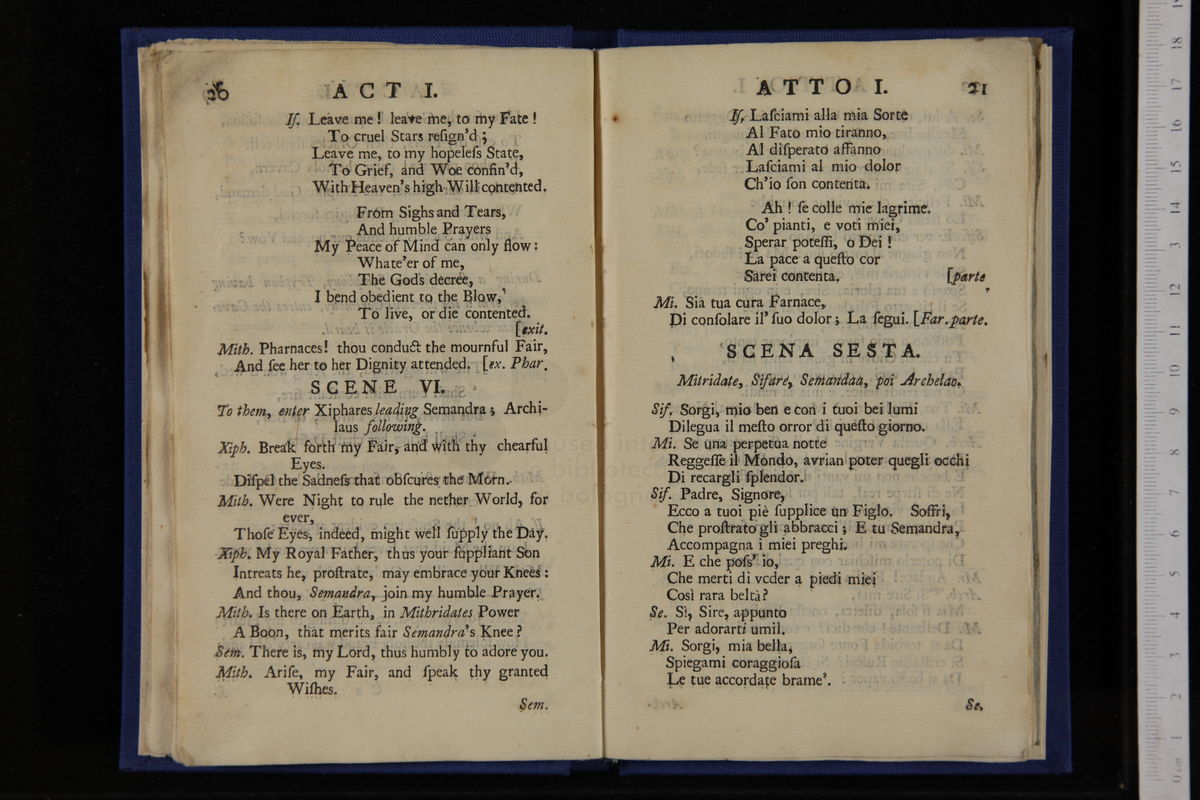 26 ACT I.
Iſ. Leave me! leave me, to my Fate!
To cruel Stars reſign'd;
Leave me, to my hopeleſs State,
To Grief, and Woe confin'd,
With Heaven's high Will contented.
From Sighs and Tears,
And humble Prayers
My Peace of Mind can only flow:
Whate'er of me,
The Gods decree,
I bend obedient to the Blow,
To live, or die contented.
[exit.
Mith. Pharnaces! thou conduct the mournful Fair,
And ſee her to her Dignity attended. [ex. Phar.
SCENE VI.
To them, enter Xiphares leading Semandra; Archi-
laus following.
Xiph. Break forth my Fair, and with thy chearful
Eyes.
Diſpel the Sadneſs that obſcures the Morn.
Mith. Were Night to rule the nether World, for
ever,
Thoſe Eyes, indeed, might well ſupply the Day.
Xiph. My Royal Father, thus your ſuppliant Son
Intreats he, proſtrate, may embrace your Knees:
And thou, Semandra, join my humble Prayer.
Mith. Is there on Earth, in Mithridates Power
A Boon, that merits fair Semandra's Knee?
Sem. There is, my Lord, thus humbly to adore you.
Mith. Ariſe, my Fair, and ſpeak thy granted
Wiſhes.
Sem.
ATTO I. 21
Iſ. Laſciami alla mia Sorte
Al Fato mio tiranno,
Al diſperato affanno
Laſciami al mio dolor
Ch'io ſon contenta.
Ah! ſe colle mie lagrime.
Co' pianti, e voti miei,
Sperar poteſſi, o Dei!
La pace a queſto cor
Sarei contenta. [parte
Mi. Sia tua cura Farnace,
Di conſolare il' ſuo dolor; La ſegui. [Far.parte.
SCENA SESTA.
Mitridate, Sifare, Semandaa, poi Archelao.
Sif. Sorgi, mio ben e con i tuoi bei lumi
Dilegua il meſto orror di queſto giorno.
Mi. Se una perpetua notte
Reggeſſe il Mondo, avrian poter quegli occhi
Di recargli ſplendor.
Sif. Padre, Signore,
Ecco a tuoi piè ſupplice un Figlo. Soffri,
Che proſtrato gli abbracci; E tu Semandra,
Accompagna i miei preghi.
Mi. E che poſs' io,
Che merti di veder a piedi miei
Così rara beltà?
Se. Sì, Sire, appunto
Per adorarti umil.
Mi. Sorgi, mia bella,
Spiegami coraggioſa
Le tue accordate brame'.
Se.